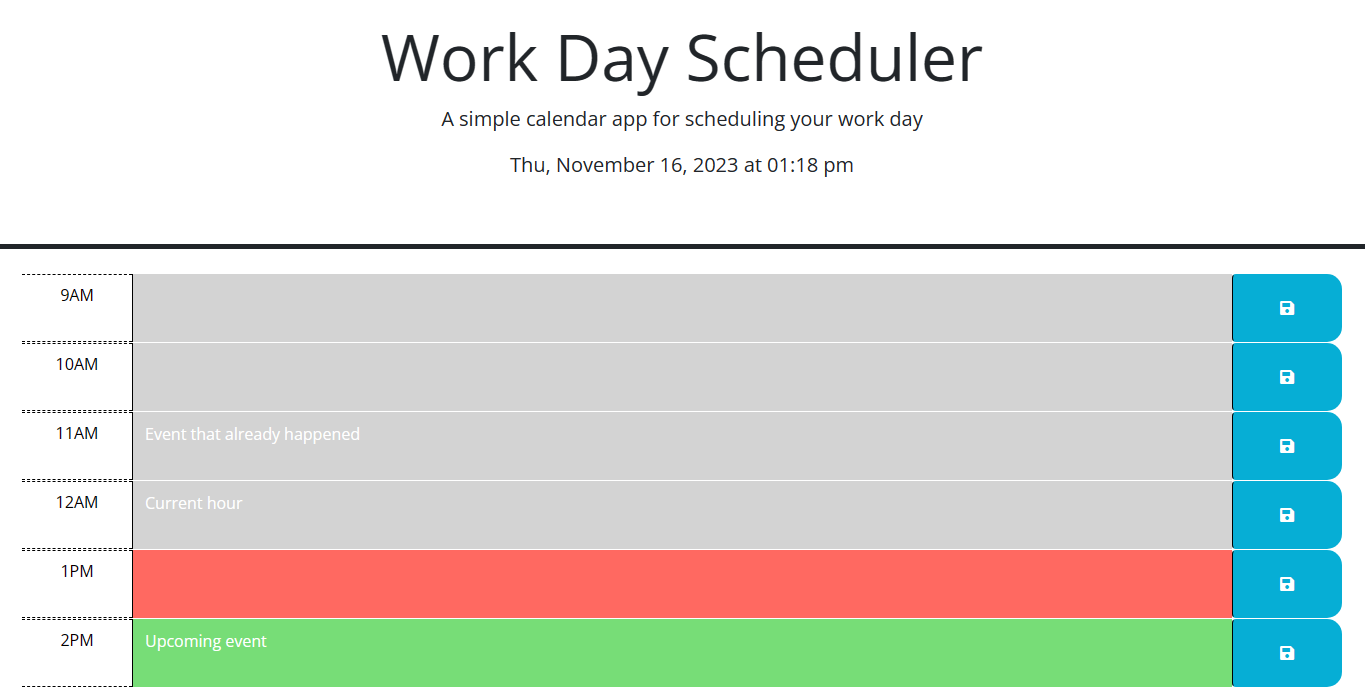 Work Day Scheduler
A simple calendar app for scheduling your work day
Thu, November 16, 2023 at 01:18 pm
9AM
10AM
11AM Event that already happened
12AM Current hour
1PM
2PM Upcoming event